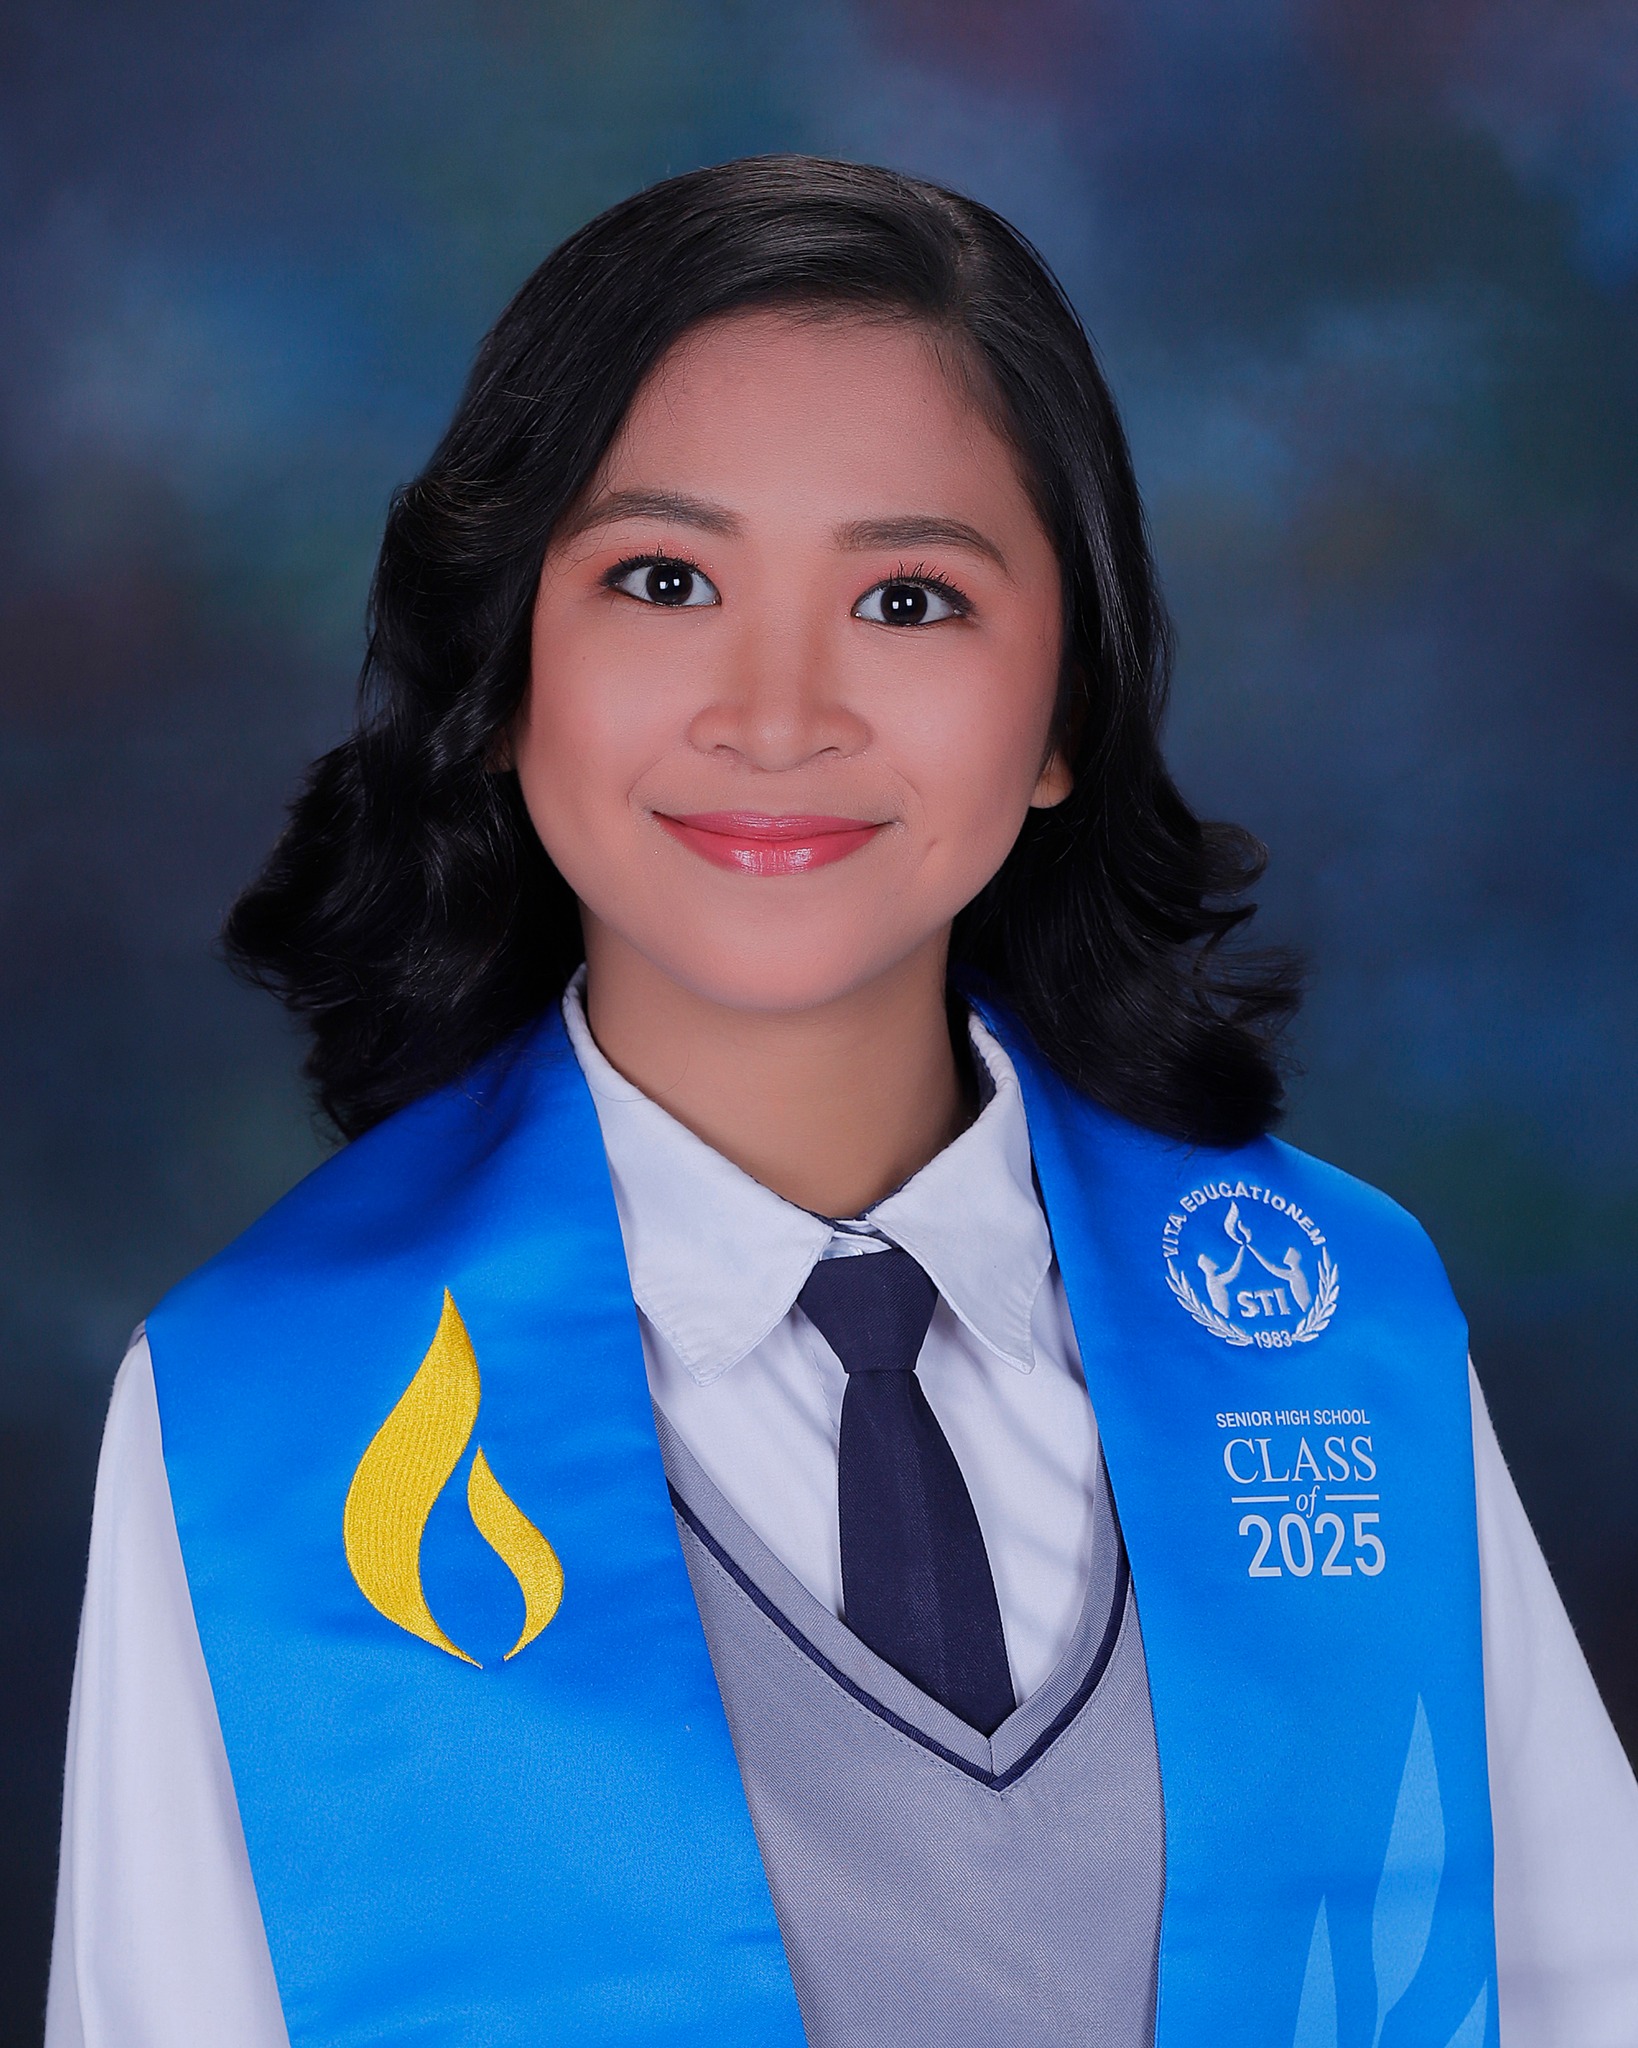 VITA EDUCATIONEM
STI
1983
SENIOR HIGH SCHOOL
CLASS
of
2025